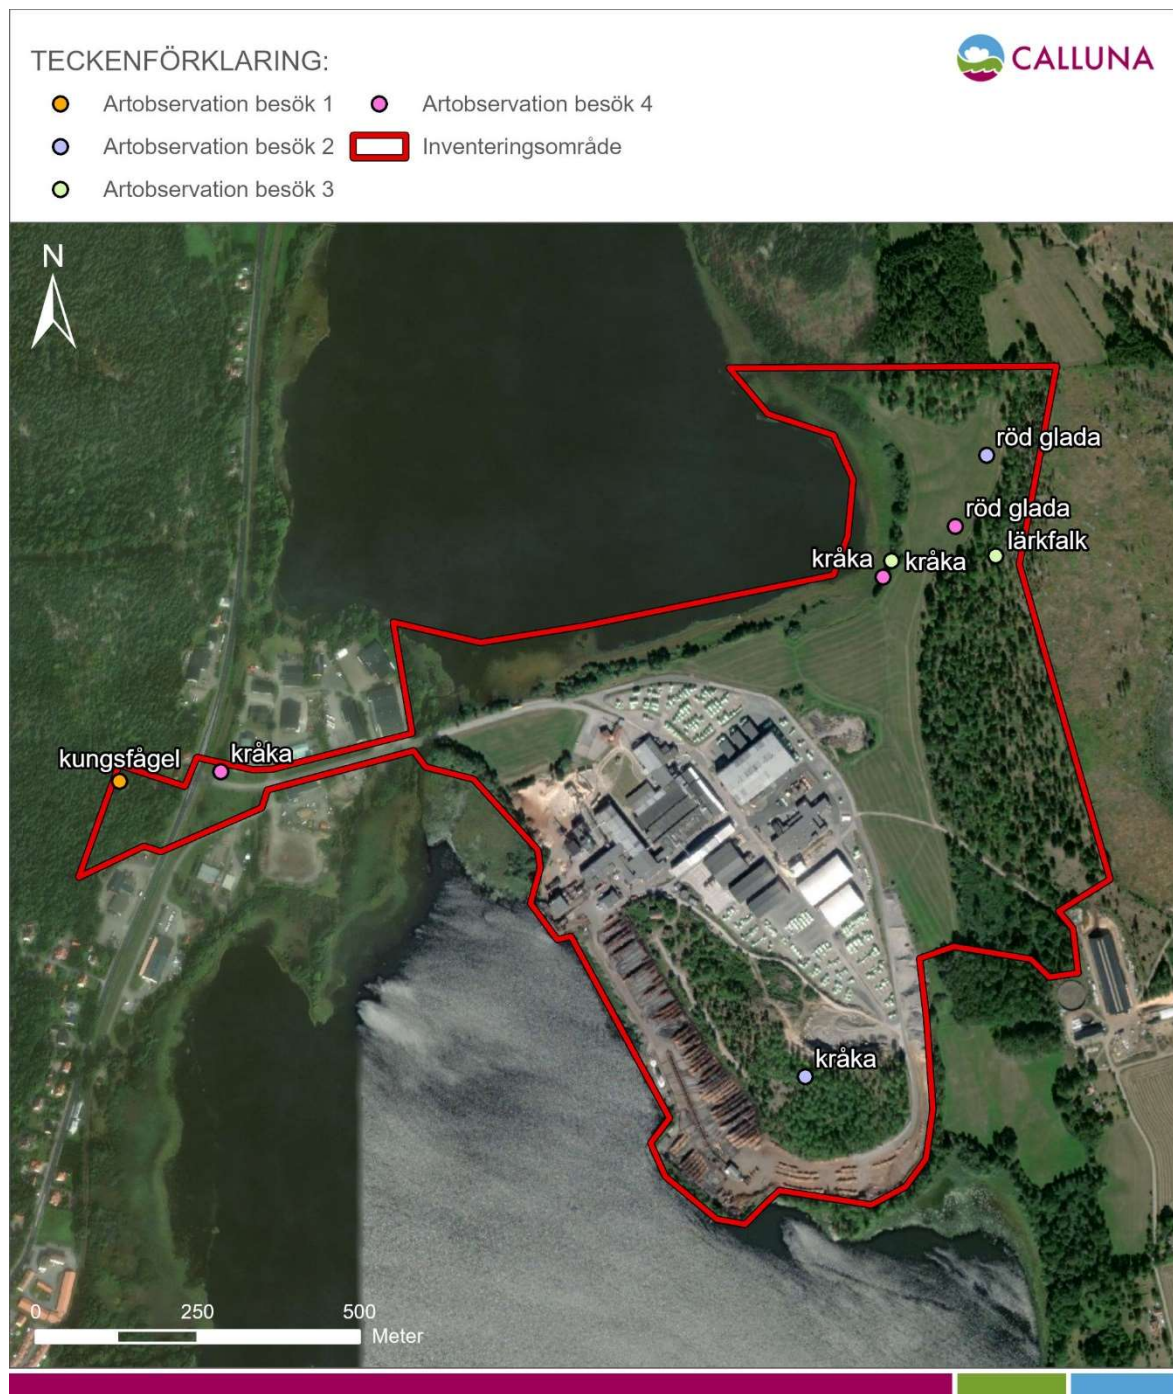 TECKENFÖRKLARING:
CALLUNA
Artobservation besök 1
Artobservation besök 4
Artobservation besök 2
Inventeringsområde
Artobservation besök 3
N
röd glada
röd glada
lärkfalk
kråka
kråka
kungsfågel
kråka
kråka
0 250 500
Meter